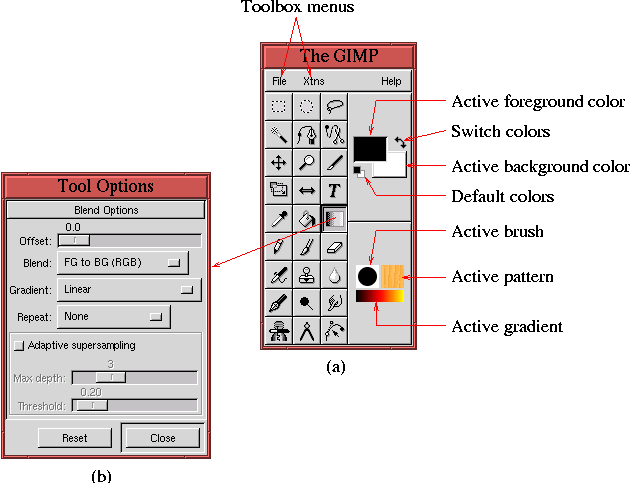 Toolbox menus
The GIMP
File Xtns Help
Active foreground color
Switch colors
Active background color
Default colors
T
Active brush
Active pattern
Active gradient
(a)
Tool Options
Blend Options
0.0
Offset:
Blend: FG to BG (RGB)
Gradient: Linear
Repeat: None
Adaptive supersampling
3
Max depth:
0.20
Threshold:
Reset Close
(b)